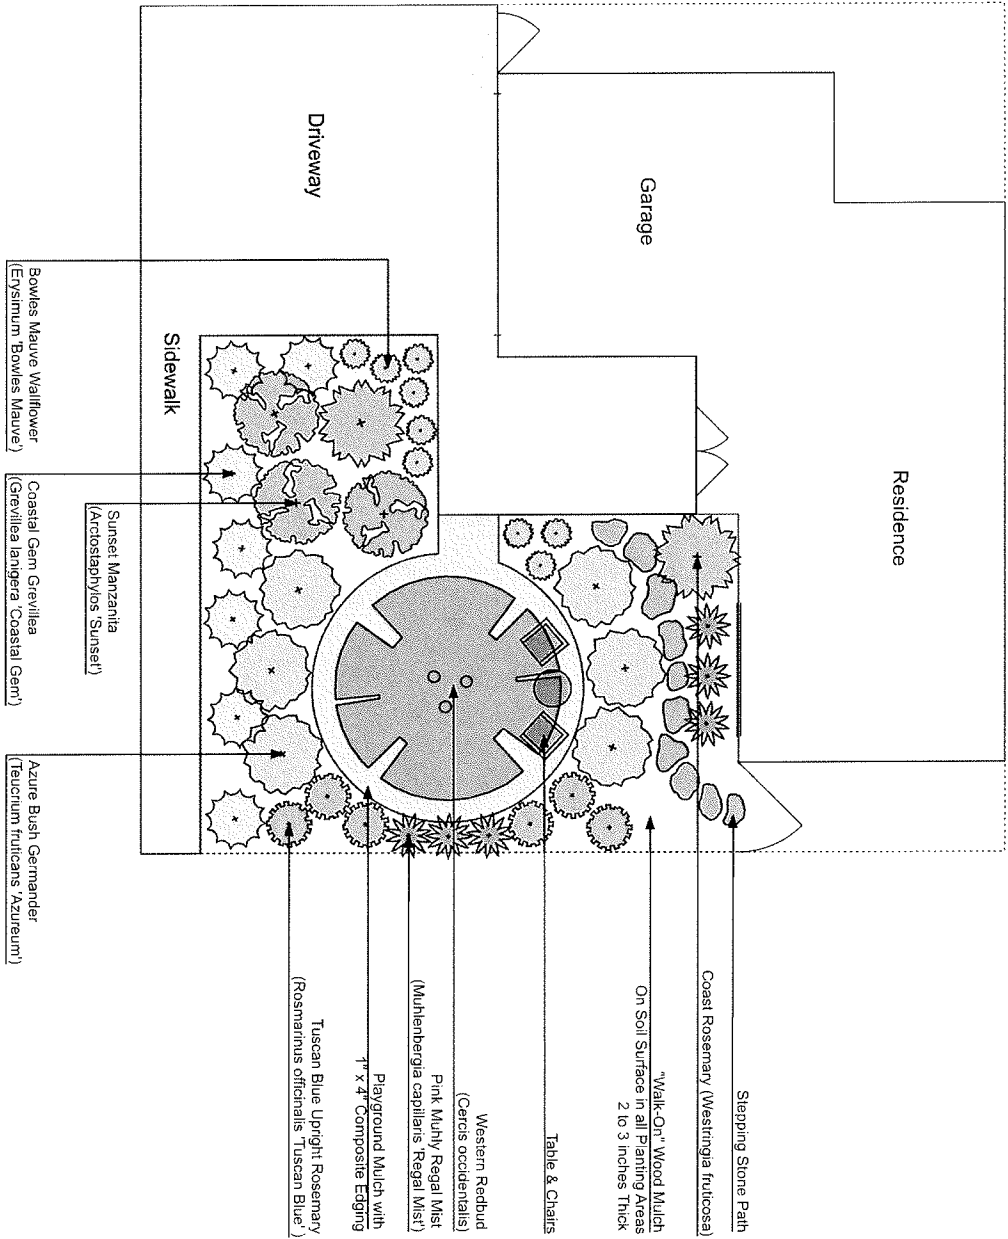 Driveway
Garage
Residence
Sidewalk
Bowles Mauve Wallflower
(Erysimum 'Bowles Mauve')
Coastal Gem Grevillea
(Grevillea lanigera 'Coastal Gem')
Sunset Manzanita
(Arctostaphylos 'Sunset')
Azure Bush Germander
(Teucrium fruticans 'Azureum')
Stepping Stone Path
Coast Rosemary (Westringia fruticosa)
"Walk-On" Wood Mulch
On Soil Surface in all Planting Areas
2 to 3 inches Thick
Table & Chairs
Western Redbud
(Cercis occidentalis)
Pink Muhly Regal Mist
(Muhlenbergia capillaris 'Regal Mist')
Playground Mulch with
1" x 4" Composite Edging
Tuscan Blue Upright Rosemary
(Rosmarinus officinalis 'Tuscan Blue' )